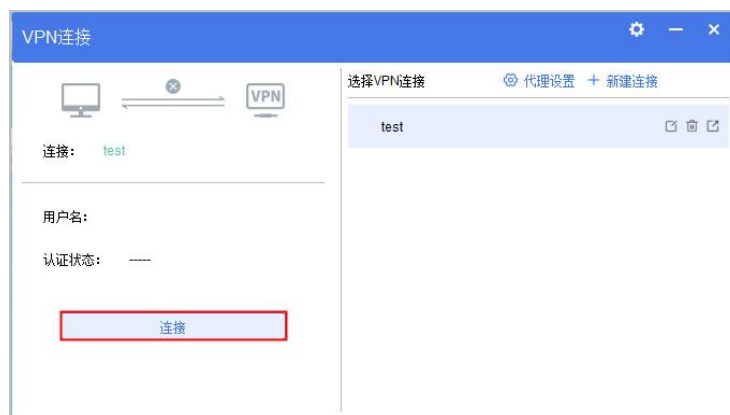 VPN连接
VPN
连接： test
用户名：
认证状态： -----
连接
选择VPN连接 代理设置 + 新建连接
test